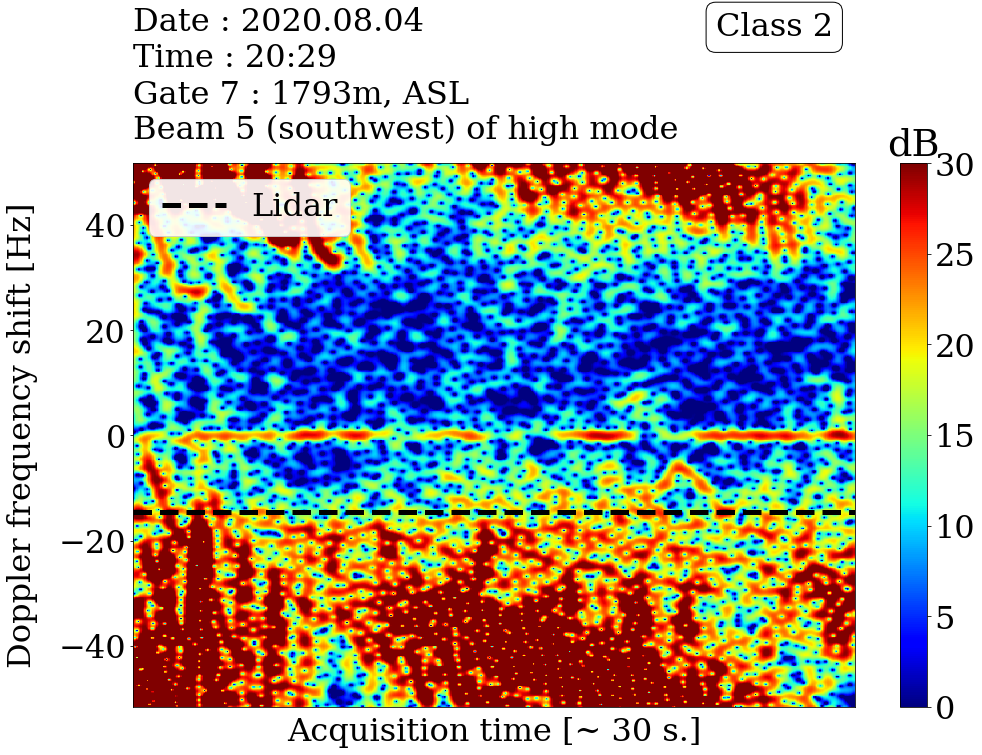 Date : 2020.08.04
Time : 20:29
Gate 7 : 1793m, ASL
Beam 5 (southwest) of high mode
Class 2
dB
Lidar
Doppler frequency shift [Hz]
40
20
0
−20
−40
30
25
20
15
10
5
0
Acquisition time [~ 30 s.]